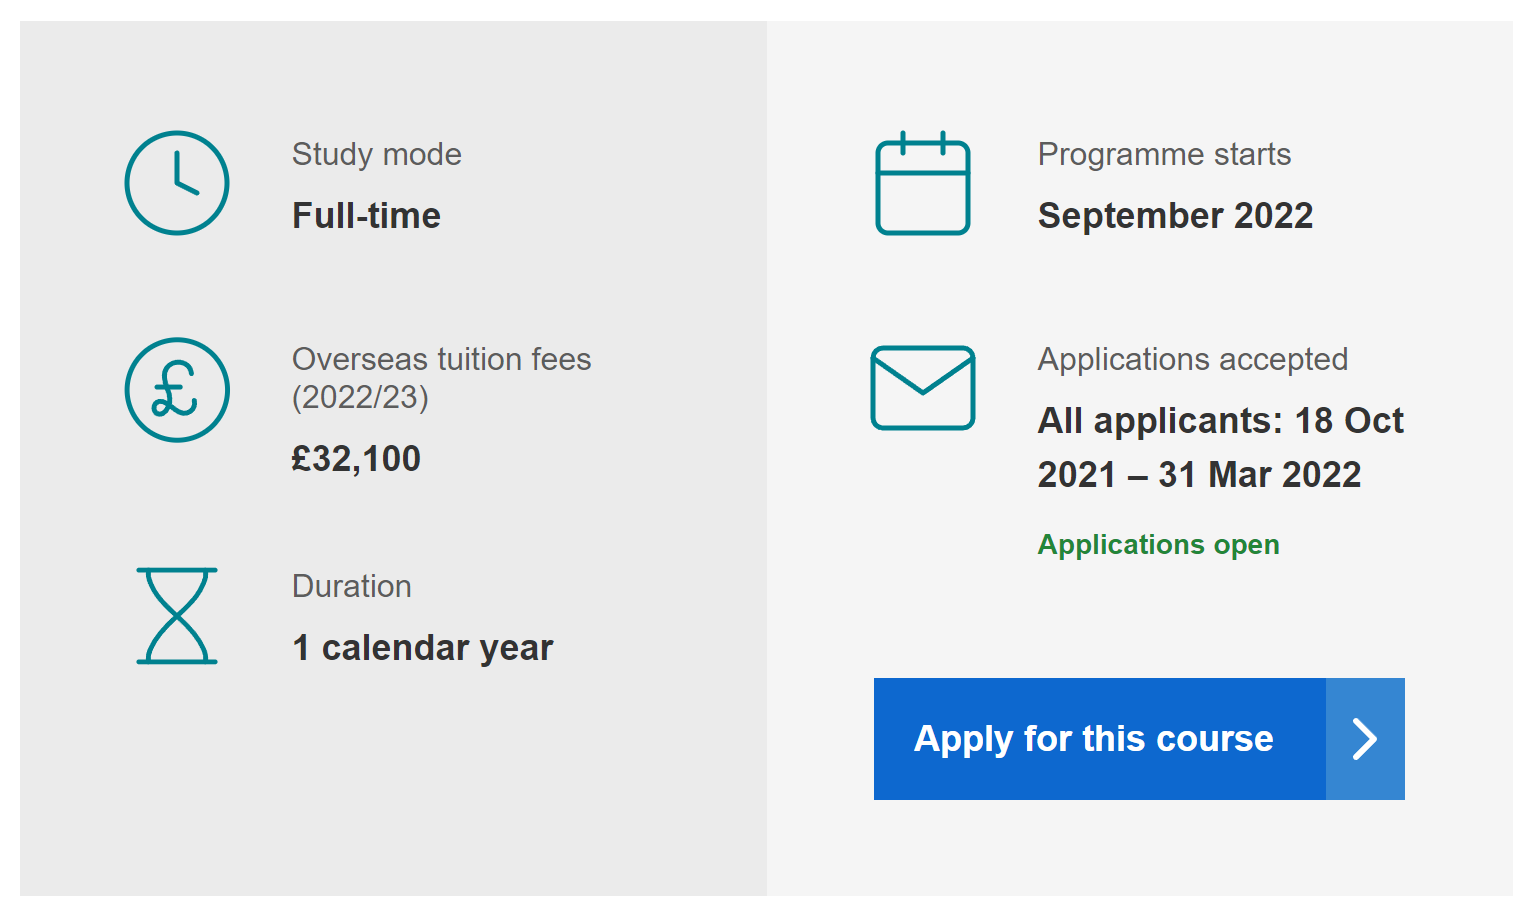 Study mode
Full-time
Overseas tuition fees
(2022/23)
£32,100
Duration
1 calendar year
Programme starts
September 2022
Applications accepted
All applicants: 18 Oct
2021 – 31 Mar 2022
Applications open
Apply for this course